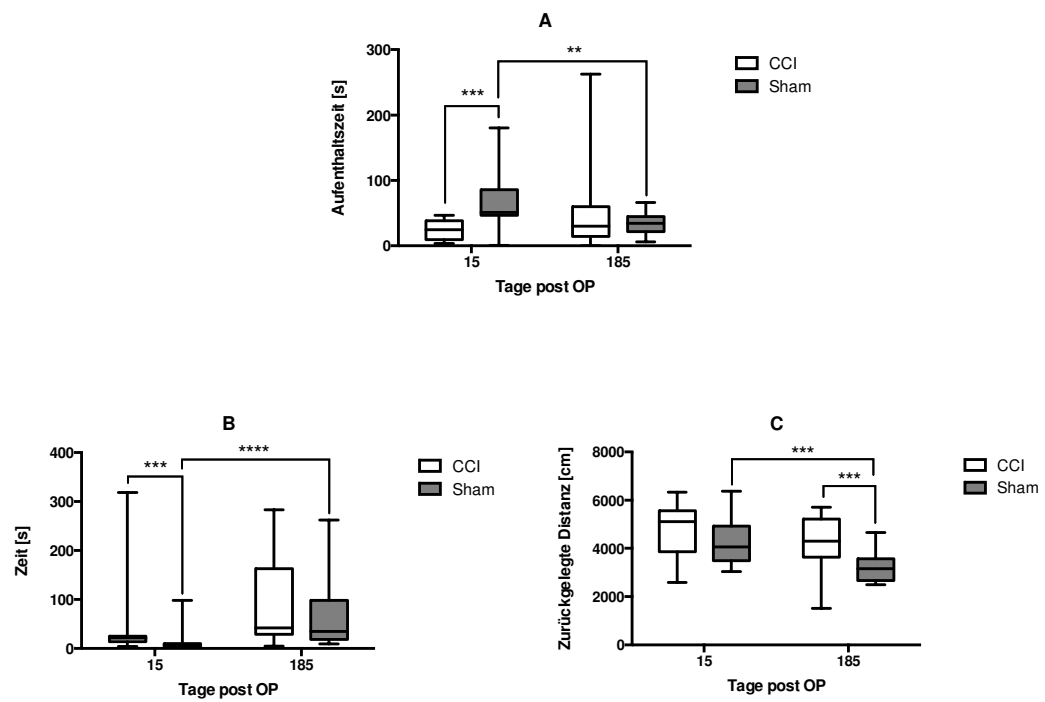 A
300
200
100
0
Aufenthaltszeit [s]
**
***
CCI
Sham
15
185
Tage post OP
B
400
300
200
100
0
Zeit [s]
***
****
CCI
Sham
15
185
Tage post OP
C
8000
6000
4000
2000
0
Zurückgelegte Distanz [cm]
***
***
CCI
Sham
15
185
Tage post OP